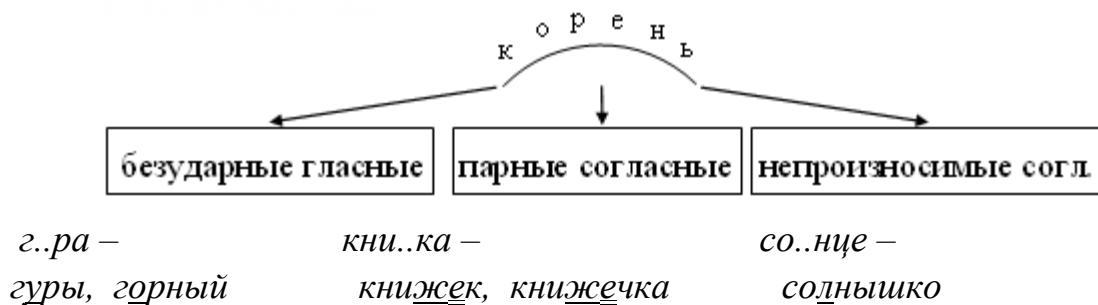 корень
безударные гласные парные согласные непроизносимые согл.
г..ра – кни..ка – со..нце –
гуры, горный книжек, книжечка солнышко